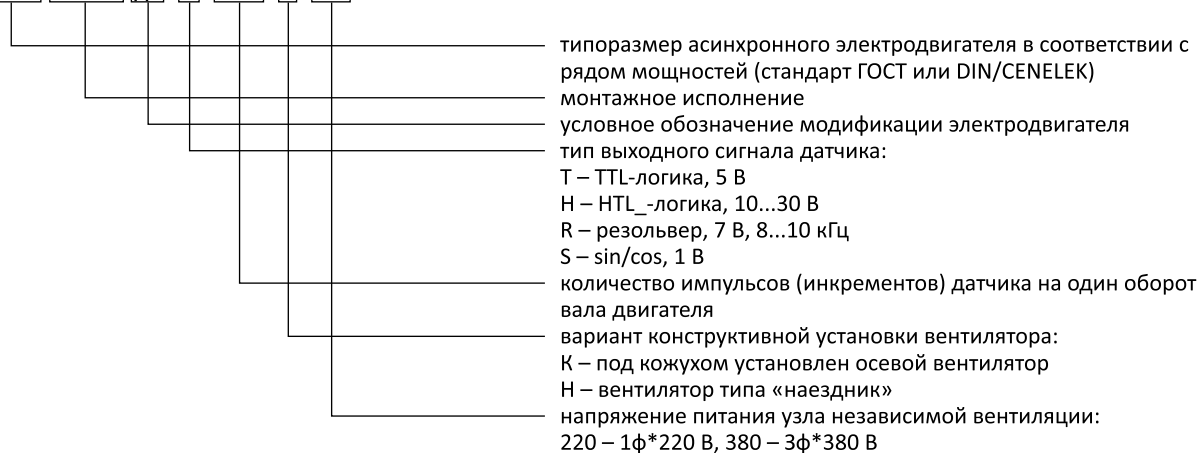 типоразмер асинхронного электродвигателя в соответствии с
рядом мощностей (стандарт ГОСТ или DIN/CENELEK)
монтажное исполнение
условное обозначение модификации электродвигателя
тип выходного сигнала датчика:
T – TTL-логика, 5 В
H – HTL_-логика, 10...30 В
R – резольвер, 7 В, 8...10 кГц
S – sin/cos, 1 В
количество импульсов (инкрементов) датчика на один оборот
вала двигателя
вариант конструктивной установки вентилятора:
К – под кожухом установлен осевой вентилятор
Н – вентилятор типа «наездник»
напряжение питания узла независимой вентиляции:
220 – 1ф*220 В, 380 – 3ф*380 В